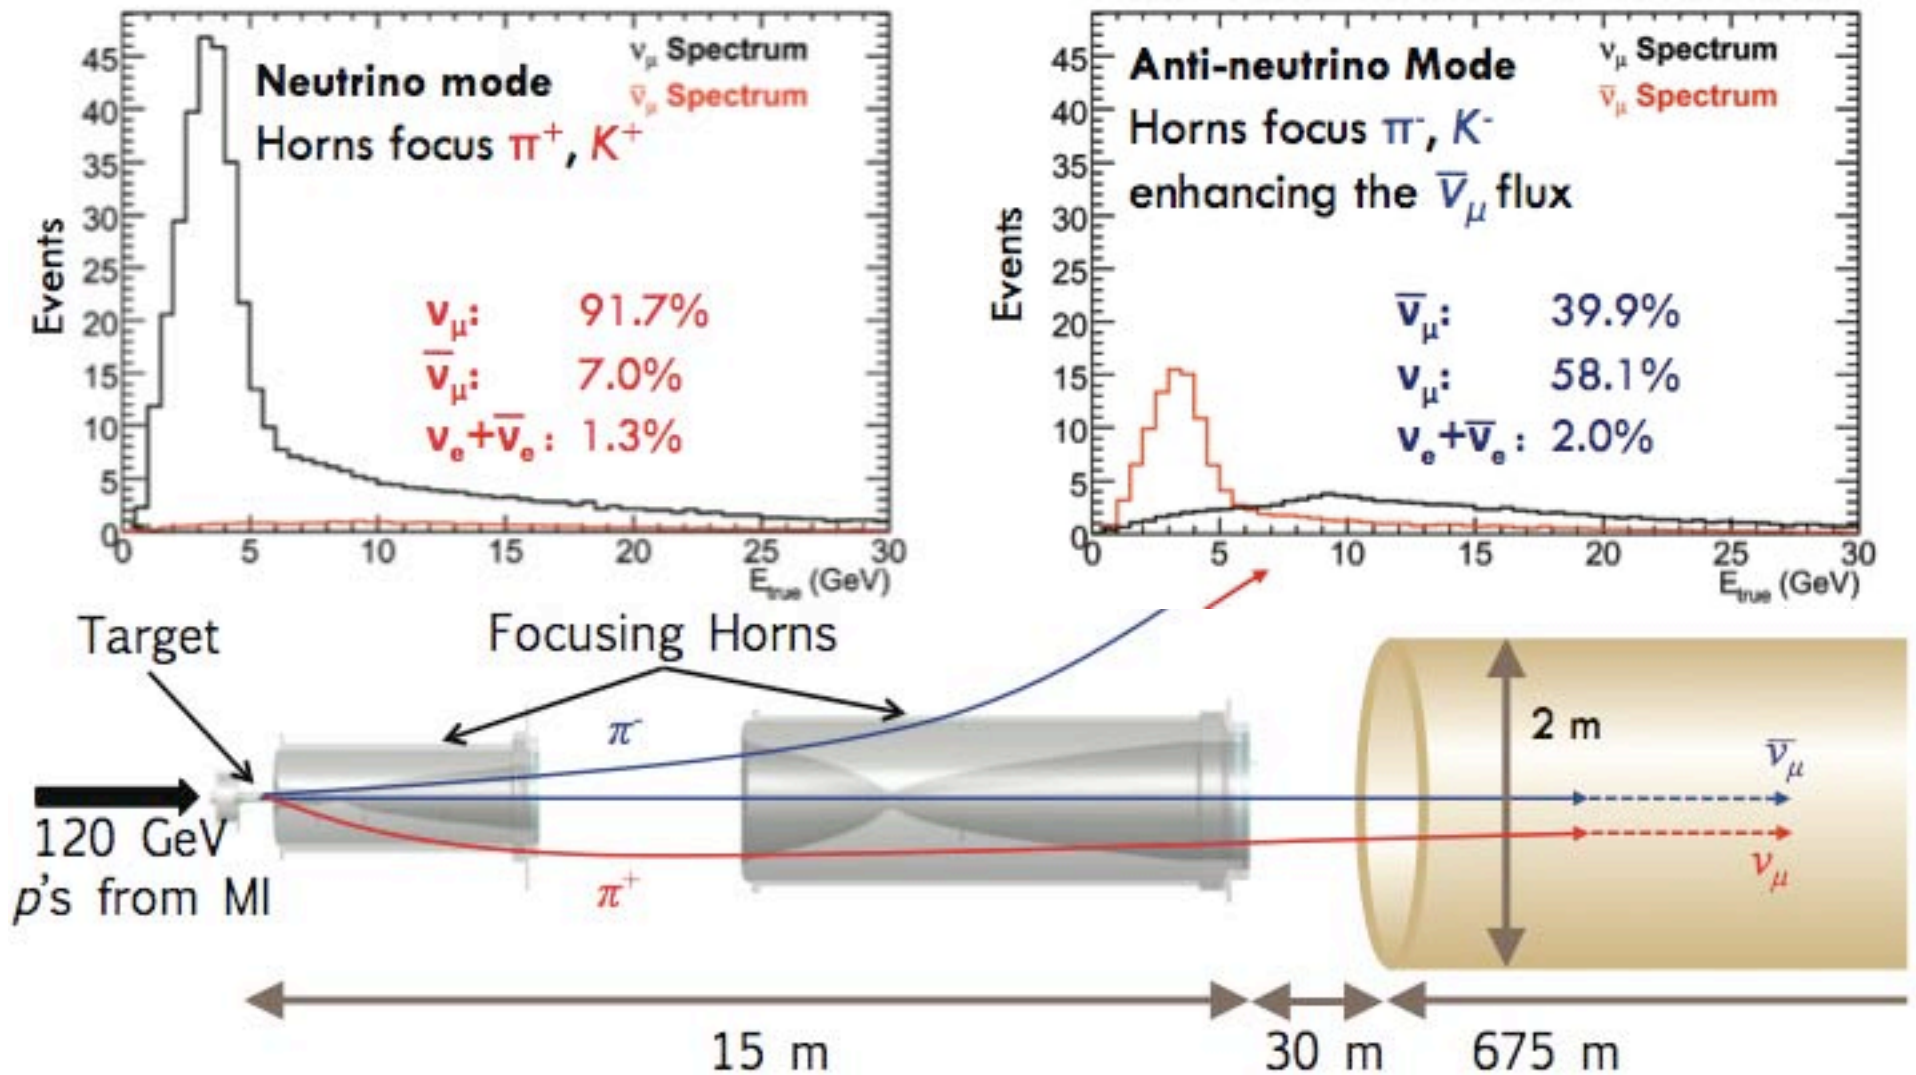 Neutrino mode
Horns focus π⁺, K⁺
ν_μ Spectrum
ν̅_μ Spectrum
ν_μ: 91.7%
ν̅_μ: 7.0%
ν_e+ν̅_e: 1.3%
Events
45
40
35
30
25
20
15
10
5
0
0 5 10 15 20 25 30
E_true (GeV)
Anti-neutrino Mode
Horns focus π⁻, K⁻
enhancing the ν̅_μ flux
ν_μ Spectrum
ν̅_μ Spectrum
ν̅_μ: 39.9%
ν_μ: 58.1%
ν_e+ν̅_e: 2.0%
Events
45
40
35
30
25
20
15
10
5
0
0 5 10 15 20 25 30
E_true (GeV)
Target
Focusing Horns
π⁻
2 m
ν̅_μ
120 GeV
p's from MI
π⁺
ν_μ
15 m
30 m
675 m